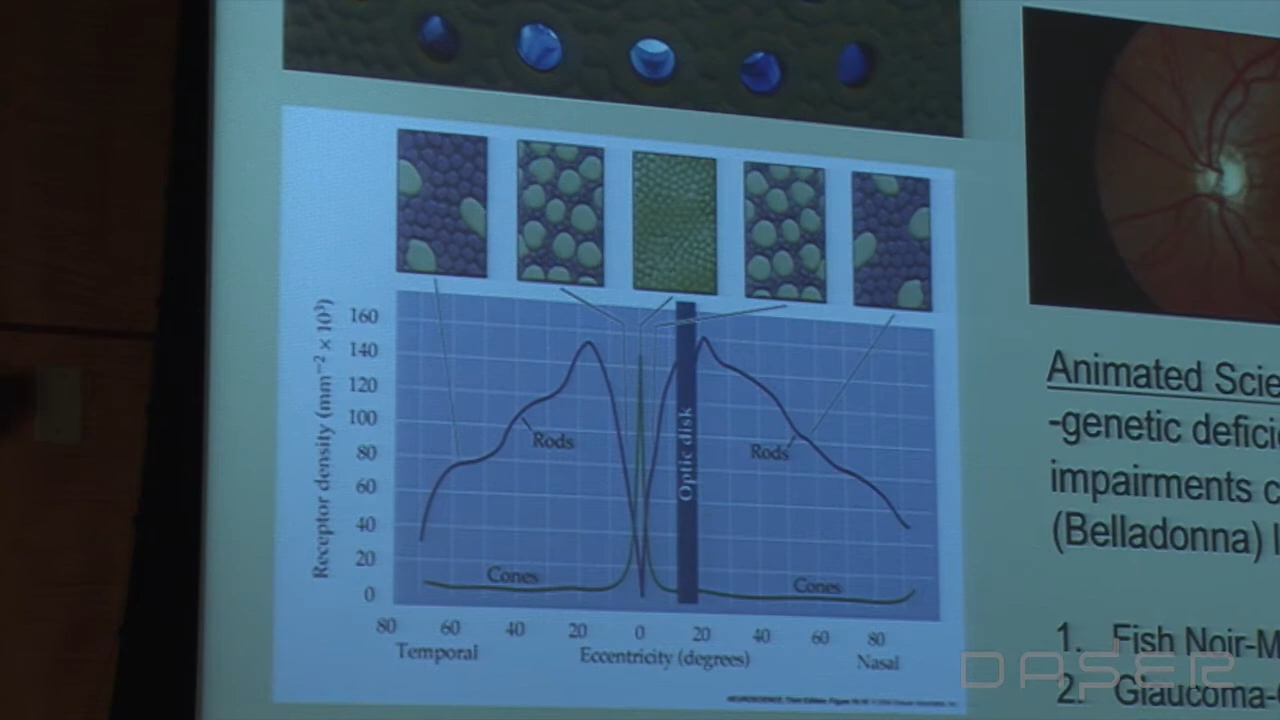 160
140
120
100
80
60
40
20
0
Receptor density (mm⁻² × 10³)
Rods
Rods
Optic disk
Cones
Cones
80 60 40 20 0 20 40 60 80
Temporal Eccentricity (degrees) Nasal
Animated Scie
-genetic defici
impairments c
(Belladonna) l
1. Fish Noir-M
2. Glaucoma-
DASER